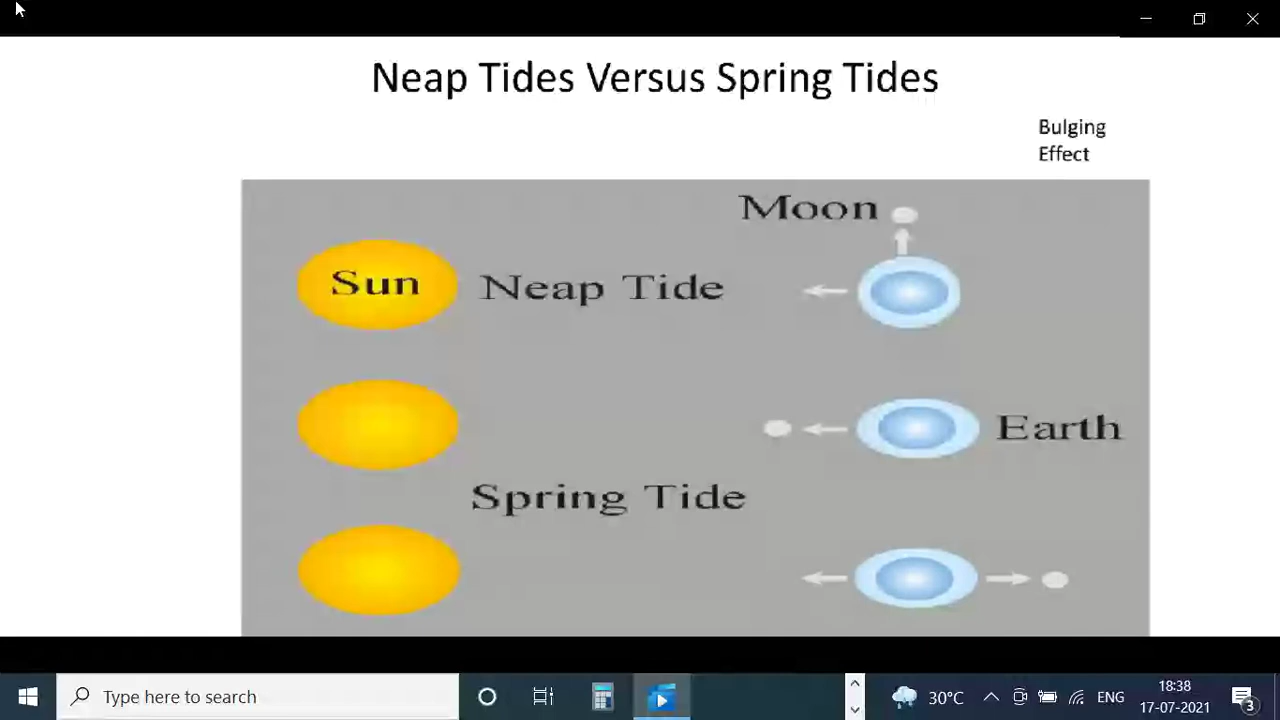 Neap Tides Versus Spring Tides
Bulging
Effect
Moon
Sun
Neap Tide
Earth
Spring Tide
Type here to search
30°C
ENG
18:38
17-07-2021
3